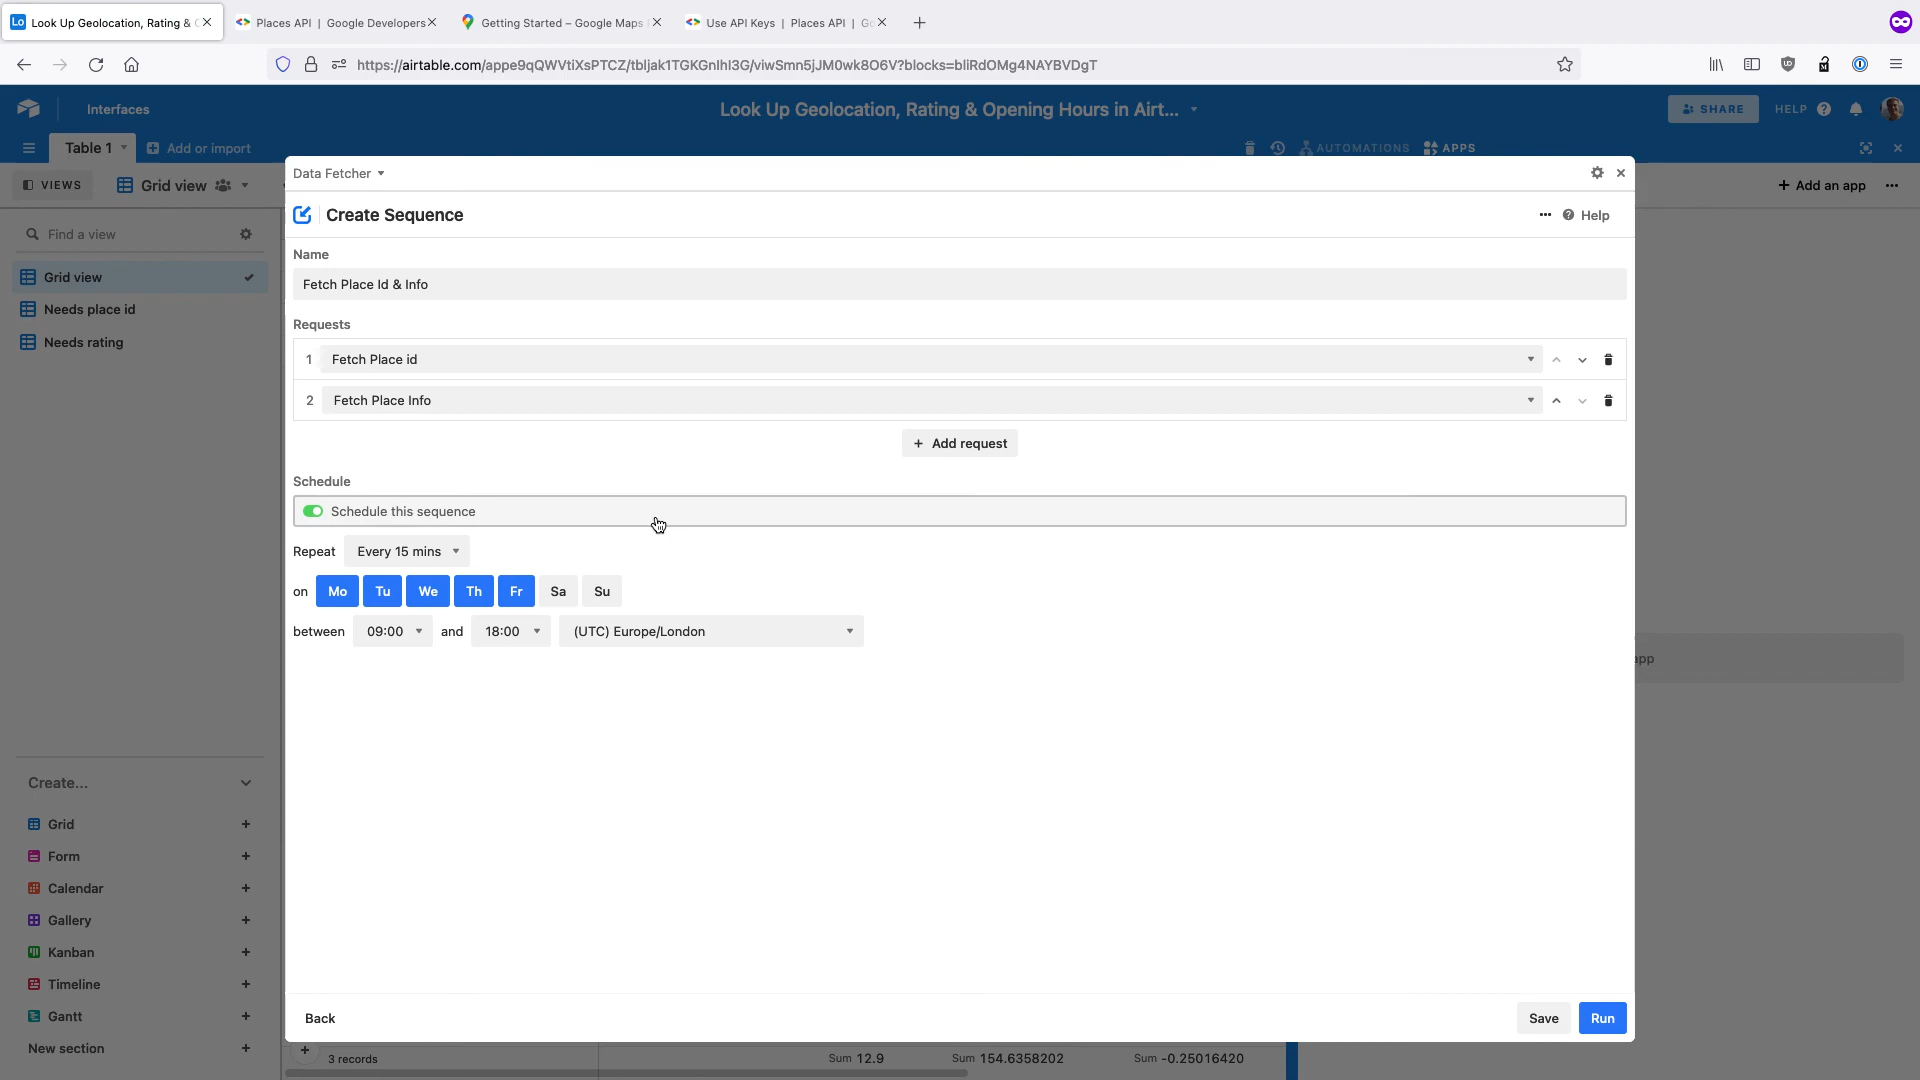 Look Up Geolocation, Rating &
Places API | Google Developers
Getting Started – Google Maps
Use API Keys | Places API | Go
https://airtable.com/appe9qQWVtiXsPTCZ/tbljak1TGKGnIhI3G/viwSmn5jJM0wk8O6V?blocks=bliRdOMg4NAYBVDgT
Interfaces
Look Up Geolocation, Rating & Opening Hours in Airt...
SHARE
HELP
Table 1
Add or import
AUTOMATIONS
APPS
VIEWS
Grid view
Add an app
Data Fetcher
Create Sequence
Help
Find a view
Grid view
Needs place id
Needs rating
Name
Fetch Place Id & Info
Requests
1 Fetch Place id
2 Fetch Place Info
+ Add request
Schedule
Schedule this sequence
Repeat Every 15 mins
on Mo Tu We Th Fr Sa Su
between 09:00 and 18:00 (UTC) Europe/London
app
Create...
Grid
Form
Calendar
Gallery
Kanban
Timeline
Gantt
New section
Back
Save
Run
3 records
Sum 12.9
Sum 154.6358202
Sum -0.25016420